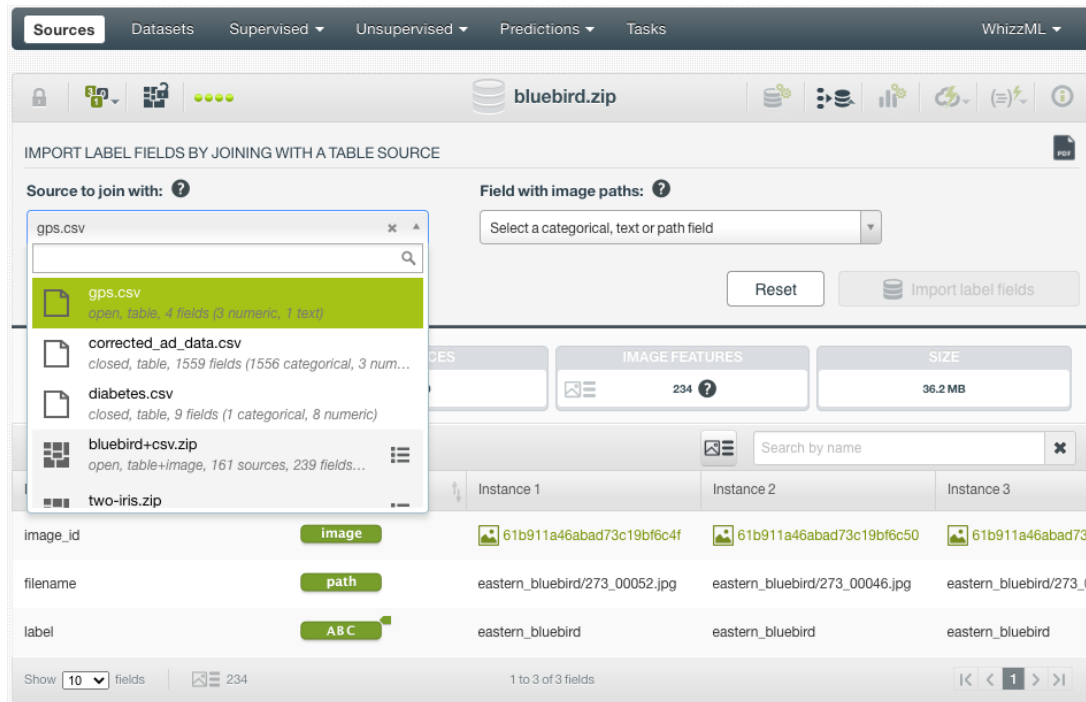 Sources Datasets Supervised Unsupervised Predictions Tasks WhizzML
bluebird.zip
IMPORT LABEL FIELDS BY JOINING WITH A TABLE SOURCE
PDF
Source to join with: ? Field with image paths: ?
gps.csv Select a categorical, text or path field
gps.csv
open, table, 4 fields (3 numeric, 1 text)
Reset Import label fields
corrected_ad_data.csv
closed, table, 1559 fields (1556 categorical, 3 num...
IMAGE FEATURES SIZE
diabetes.csv
closed, table, 9 fields (1 categorical, 8 numeric)
234 ? 36.2 MB
bluebird+csv.zip
open, table+image, 161 sources, 239 fields...
Search by name
two-iris.zip
Instance 1 Instance 2 Instance 3
image_id image 61b911a46abad73c19bf6c4f 61b911a46abad73c19bf6c50 61b911a46abad73
filename path eastern_bluebird/273_00052.jpg eastern_bluebird/273_00046.jpg eastern_bluebird/273_
label ABC eastern_bluebird eastern_bluebird eastern_bluebird
Show 10 fields 234 1 to 3 of 3 fields 1